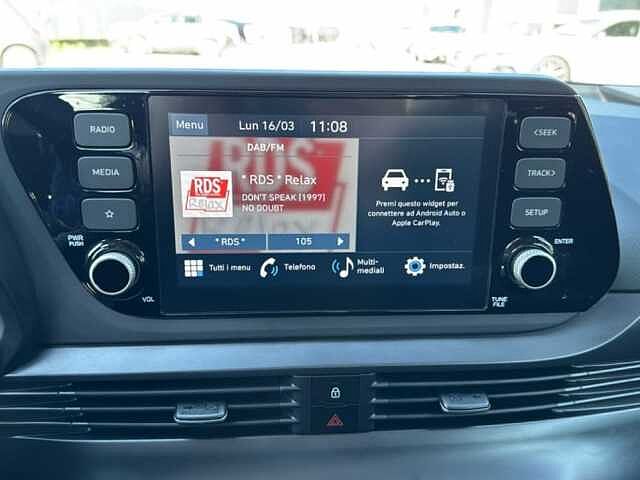 RADIO
MEDIA
PWR
PUSH
VOL
Menu
Lun 16/03
11:08
DAB/FM
RDS
RDS
Relax
* RDS * Relax
DON'T SPEAK [1997]
NO DOUBT
* RDS *
105
Premi questo widget per
connettere ad Android Auto o
Apple CarPlay.
Tutti i menu
Telefono
Multi-
mediali
Impostaz.
<SEEK
TRACK>
SETUP
ENTER
TUNE
FILE